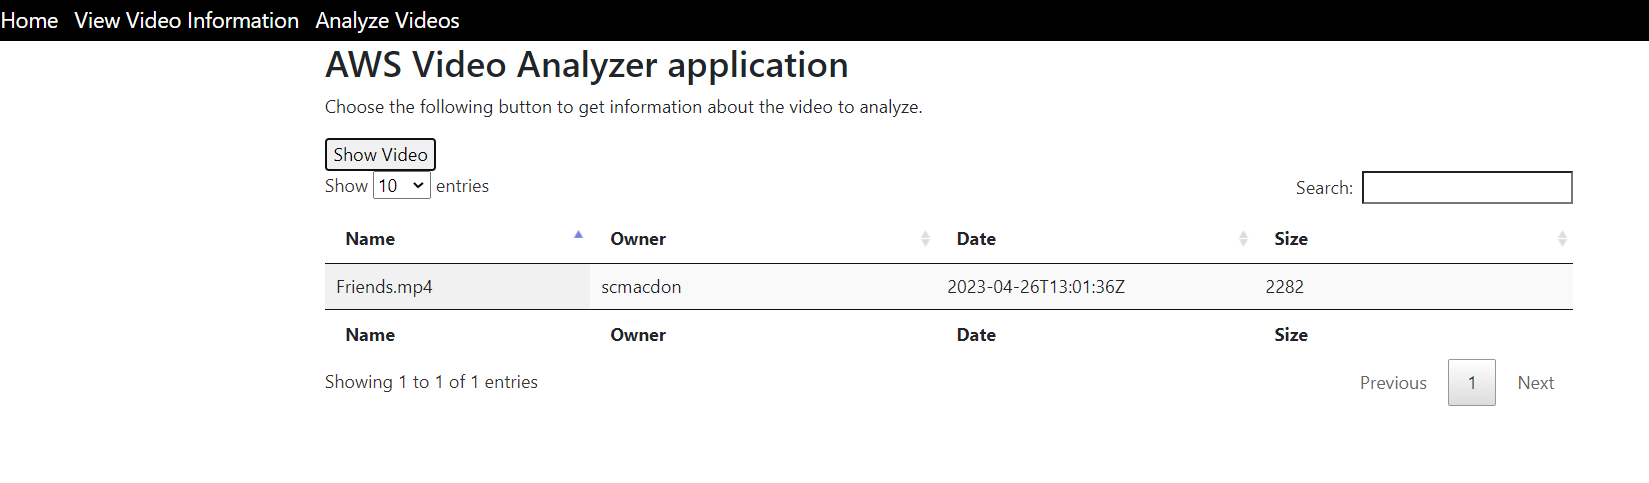 Home View Video Information Analyze Videos
AWS Video Analyzer application
Choose the following button to get information about the video to analyze.
Show Video
Show 10 entries Search:
Name Owner Date Size
Friends.mp4 scmacdon 2023-04-26T13:01:36Z 2282
Name Owner Date Size
Showing 1 to 1 of 1 entries Previous 1 Next